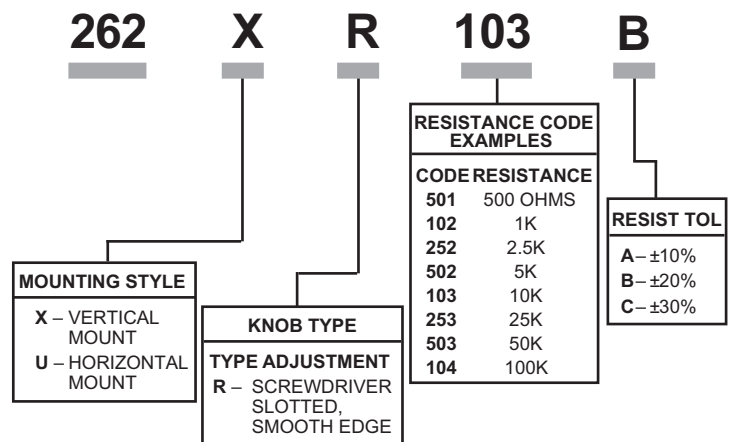 262 X R 103 B
RESISTANCE CODE
EXAMPLES
CODE RESISTANCE
501 500 OHMS
102 1K
252 2.5K
502 5K
103 10K
253 25K
503 50K
104 100K
RESIST TOL
A – ±10%
B – ±20%
C – ±30%
MOUNTING STYLE
X – VERTICAL
MOUNT
U – HORIZONTAL
MOUNT
KNOB TYPE
TYPE ADJUSTMENT
R – SCREWDRIVER
SLOTTED,
SMOOTH EDGE